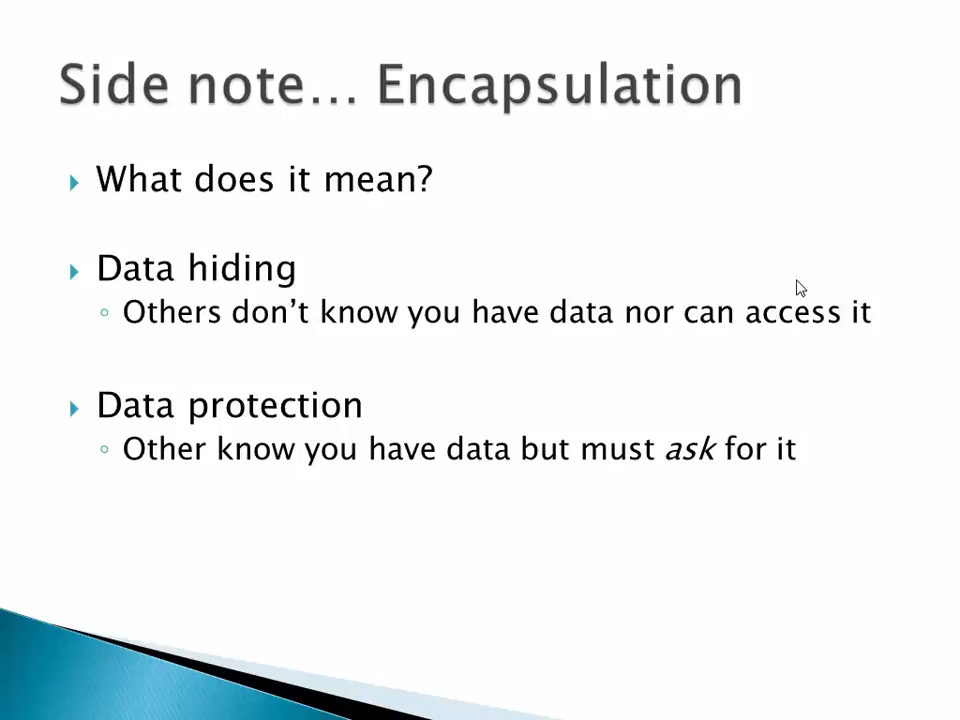 Side note… Encapsulation
What does it mean?
Data hiding
Others don’t know you have data nor can access it
Data protection
Other know you have data but must ask for it